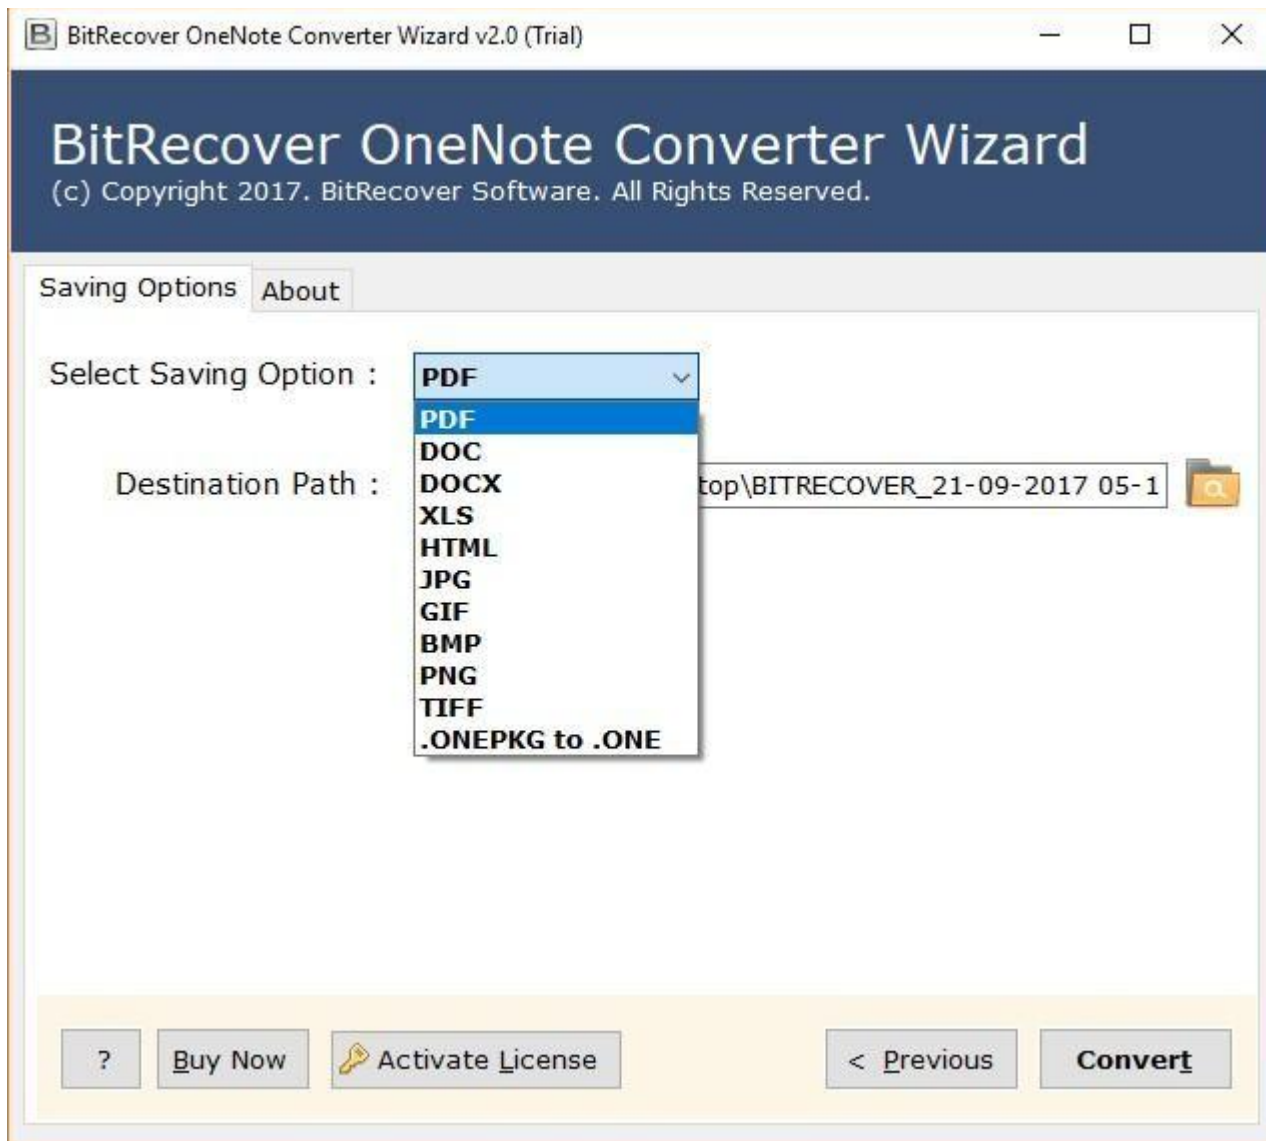 BitRecover OneNote Converter Wizard v2.0 (Trial)
BitRecover OneNote Converter Wizard
(c) Copyright 2017. BitRecover Software. All Rights Reserved.
Saving Options About
Select Saving Option : PDF
PDF
DOC
Destination Path : DOCX top\BITRECOVER_21-09-2017 05-1
XLS
HTML
JPG
GIF
BMP
PNG
TIFF
.ONEPKG to .ONE
? Buy Now Activate License < Previous Convert